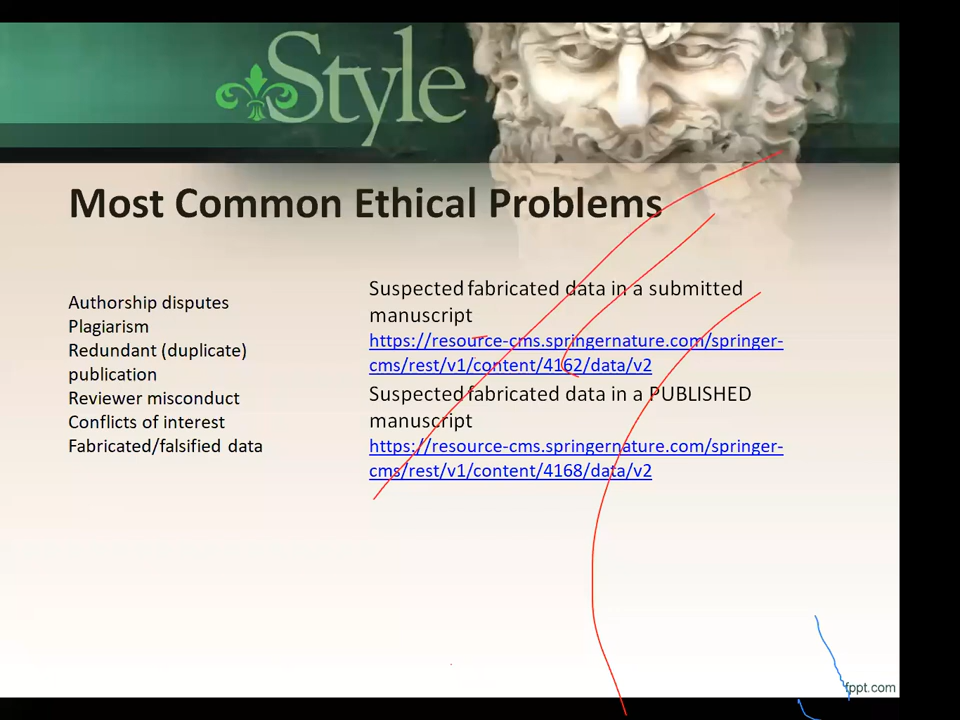 Style
Most Common Ethical Problems
Authorship disputes
Plagiarism
Redundant (duplicate)
publication
Reviewer misconduct
Conflicts of interest
Fabricated/falsified data
Suspected fabricated data in a submitted
manuscript
https://resource-cms.springernature.com/springer-
cms/rest/v1/content/4162/data/v2
Suspected fabricated data in a PUBLISHED
manuscript
https://resource-cms.springernature.com/springer-
cms/rest/v1/content/4168/data/v2
fppt.com